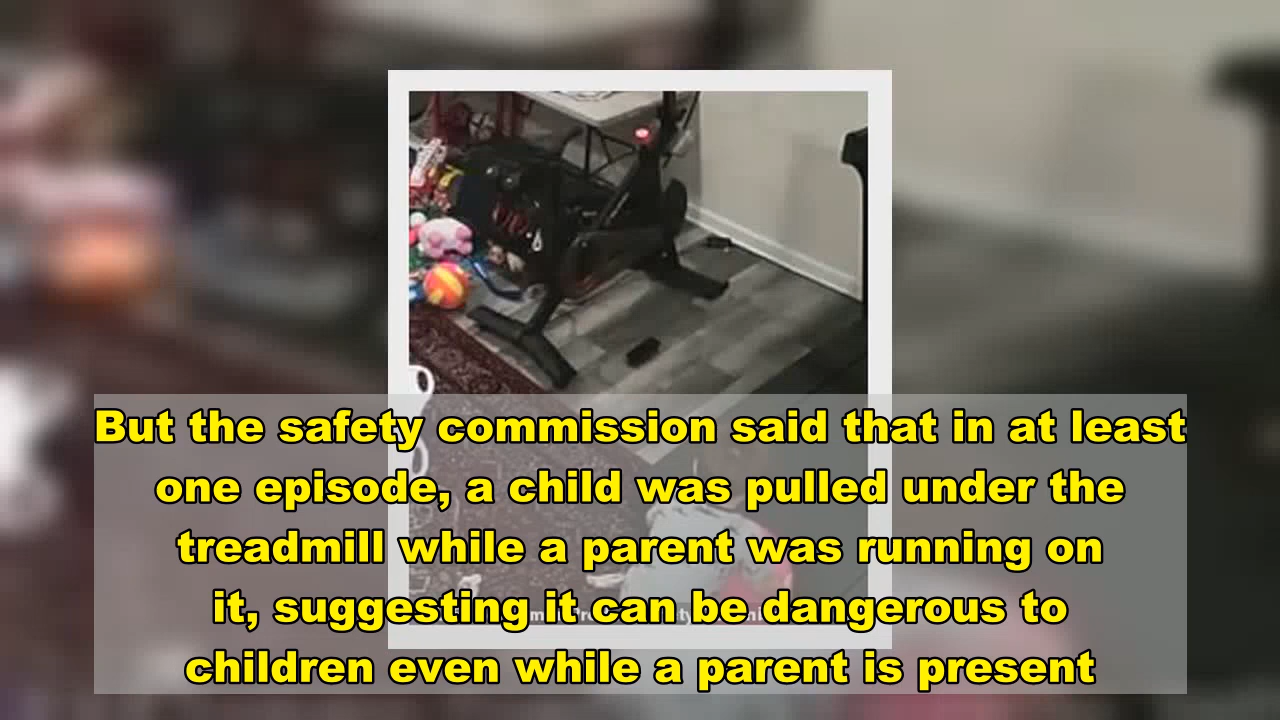 But the safety commission said that in at least
one episode, a child was pulled under the
treadmill while a parent was running on
it, suggesting it can be dangerous to
children even while a parent is present